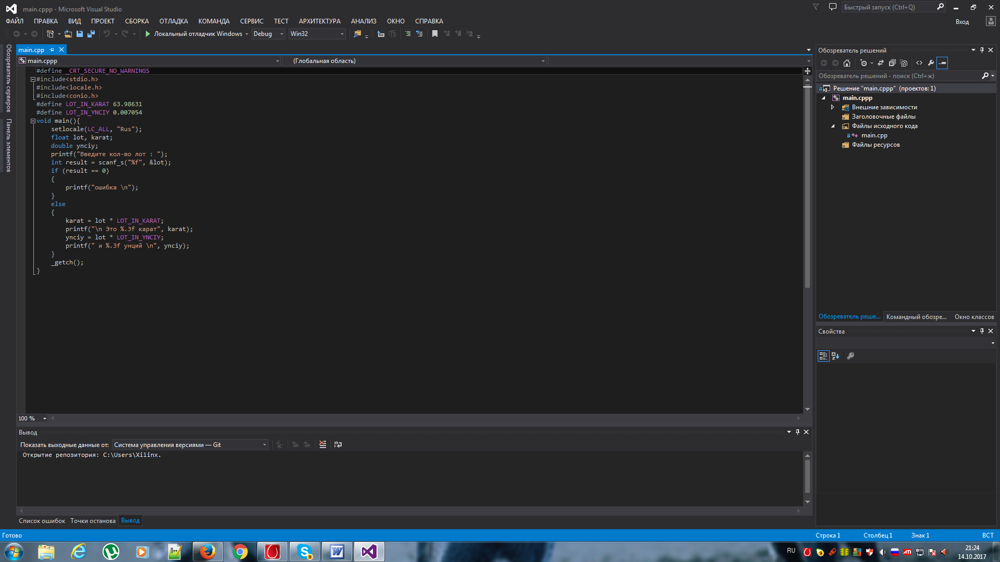 main.cppp - Microsoft Visual Studio
Быстрый запуск (Ctrl+Q)
ФАЙЛ ПРАВКА ВИД ПРОЕКТ СБОРКА ОТЛАДКА КОМАНДА СЕРВИС ТЕСТ АРХИТЕКТУРА АНАЛИЗ ОКНО СПРАВКА
Вход
Локальный отладчик Windows Debug Win32
Обозреватель серверов
Панель элементов
main.cpp
main.cppp (Глобальная область)
#define _CRT_SECURE_NO_WARNINGS
#include<stdio.h>
#include<locale.h>
#include<conio.h>
#define LOT_IN_KARAT 63.98631
#define LOT_IN_YNCIY 0.007054
void main(){
setlocale(LC_ALL, "Rus");
float lot, karat;
double ynciy;
printf("Введите кол-во лот : ");
int result = scanf_s("%f", &lot);
if (result == 0)
{
printf("ошибка \n");
}
else
{
karat = lot * LOT_IN_KARAT;
printf("\n Это %.3f карат", karat);
ynciy = lot * LOT_IN_YNCIY;
printf(" и %.3f унций \n", ynciy);
}
_getch();
}
100 %
Вывод
Показать выходные данные от: Система управления версиями — Git
Открытие репозитория: C:\Users\Xilinx.
Список ошибок Точки останова Вывод
Обозреватель решений
Обозреватель решений - поиск (Ctrl+ж)
Решение "main.cppp" (проектов: 1)
main.cppp
Внешние зависимости
Заголовочные файлы
Файлы исходного кода
main.cpp
Файлы ресурсов
Обозреватель реше... Командный обозре... Окно классов
Свойства
Готово
Строка 1 Столбец 1 Знак 1 ВСТ
RU
21:24
14.10.2017